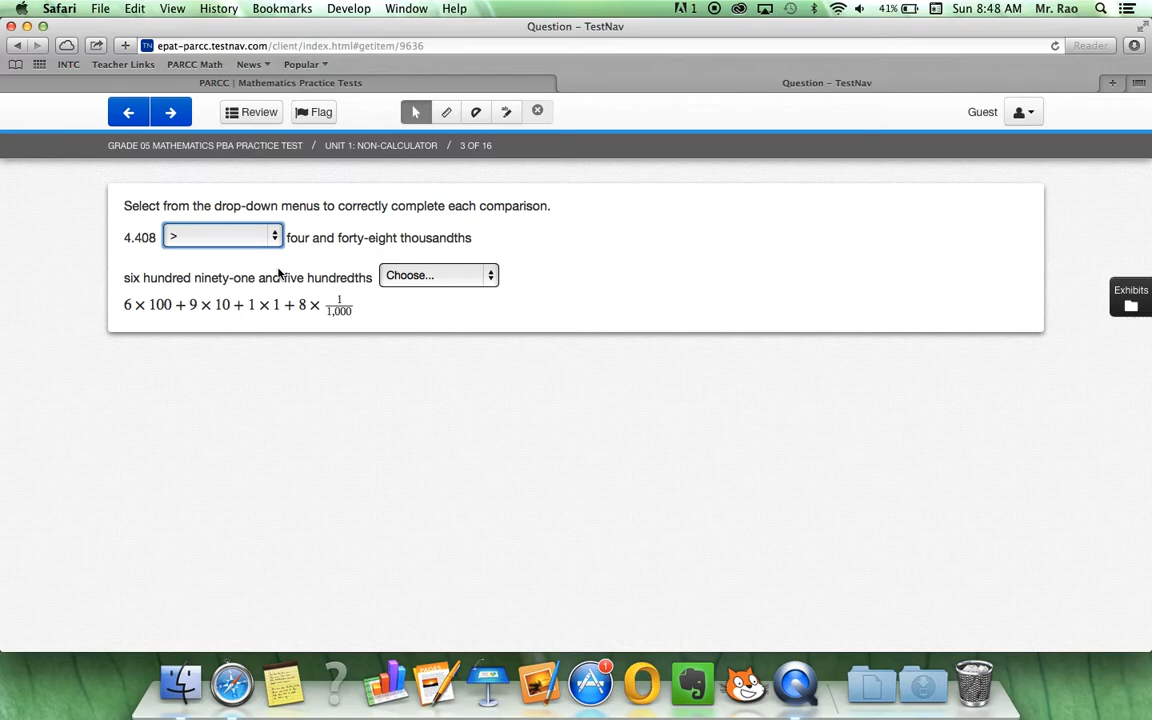 Safari File Edit View History Bookmarks Develop Window Help 1 41% Sun 8:48 AM Mr. Rao
Question – TestNav
TN epat-parcc.testnav.com/client/index.html#getitem/9636 Reader
INTC Teacher Links PARCC Math News Popular
PARCC | Mathematics Practice Tests Question – TestNav
Review Flag Guest
GRADE 05 MATHEMATICS PBA PRACTICE TEST / UNIT 1: NON-CALCULATOR / 3 OF 16
Select from the drop-down menus to correctly complete each comparison.
4.408 > four and forty-eight thousandths
six hundred ninety-one and five hundredths Choose...
6 × 100 + 9 × 10 + 1 × 1 + 8 × 1/1,000
Exhibits
PAGES
1